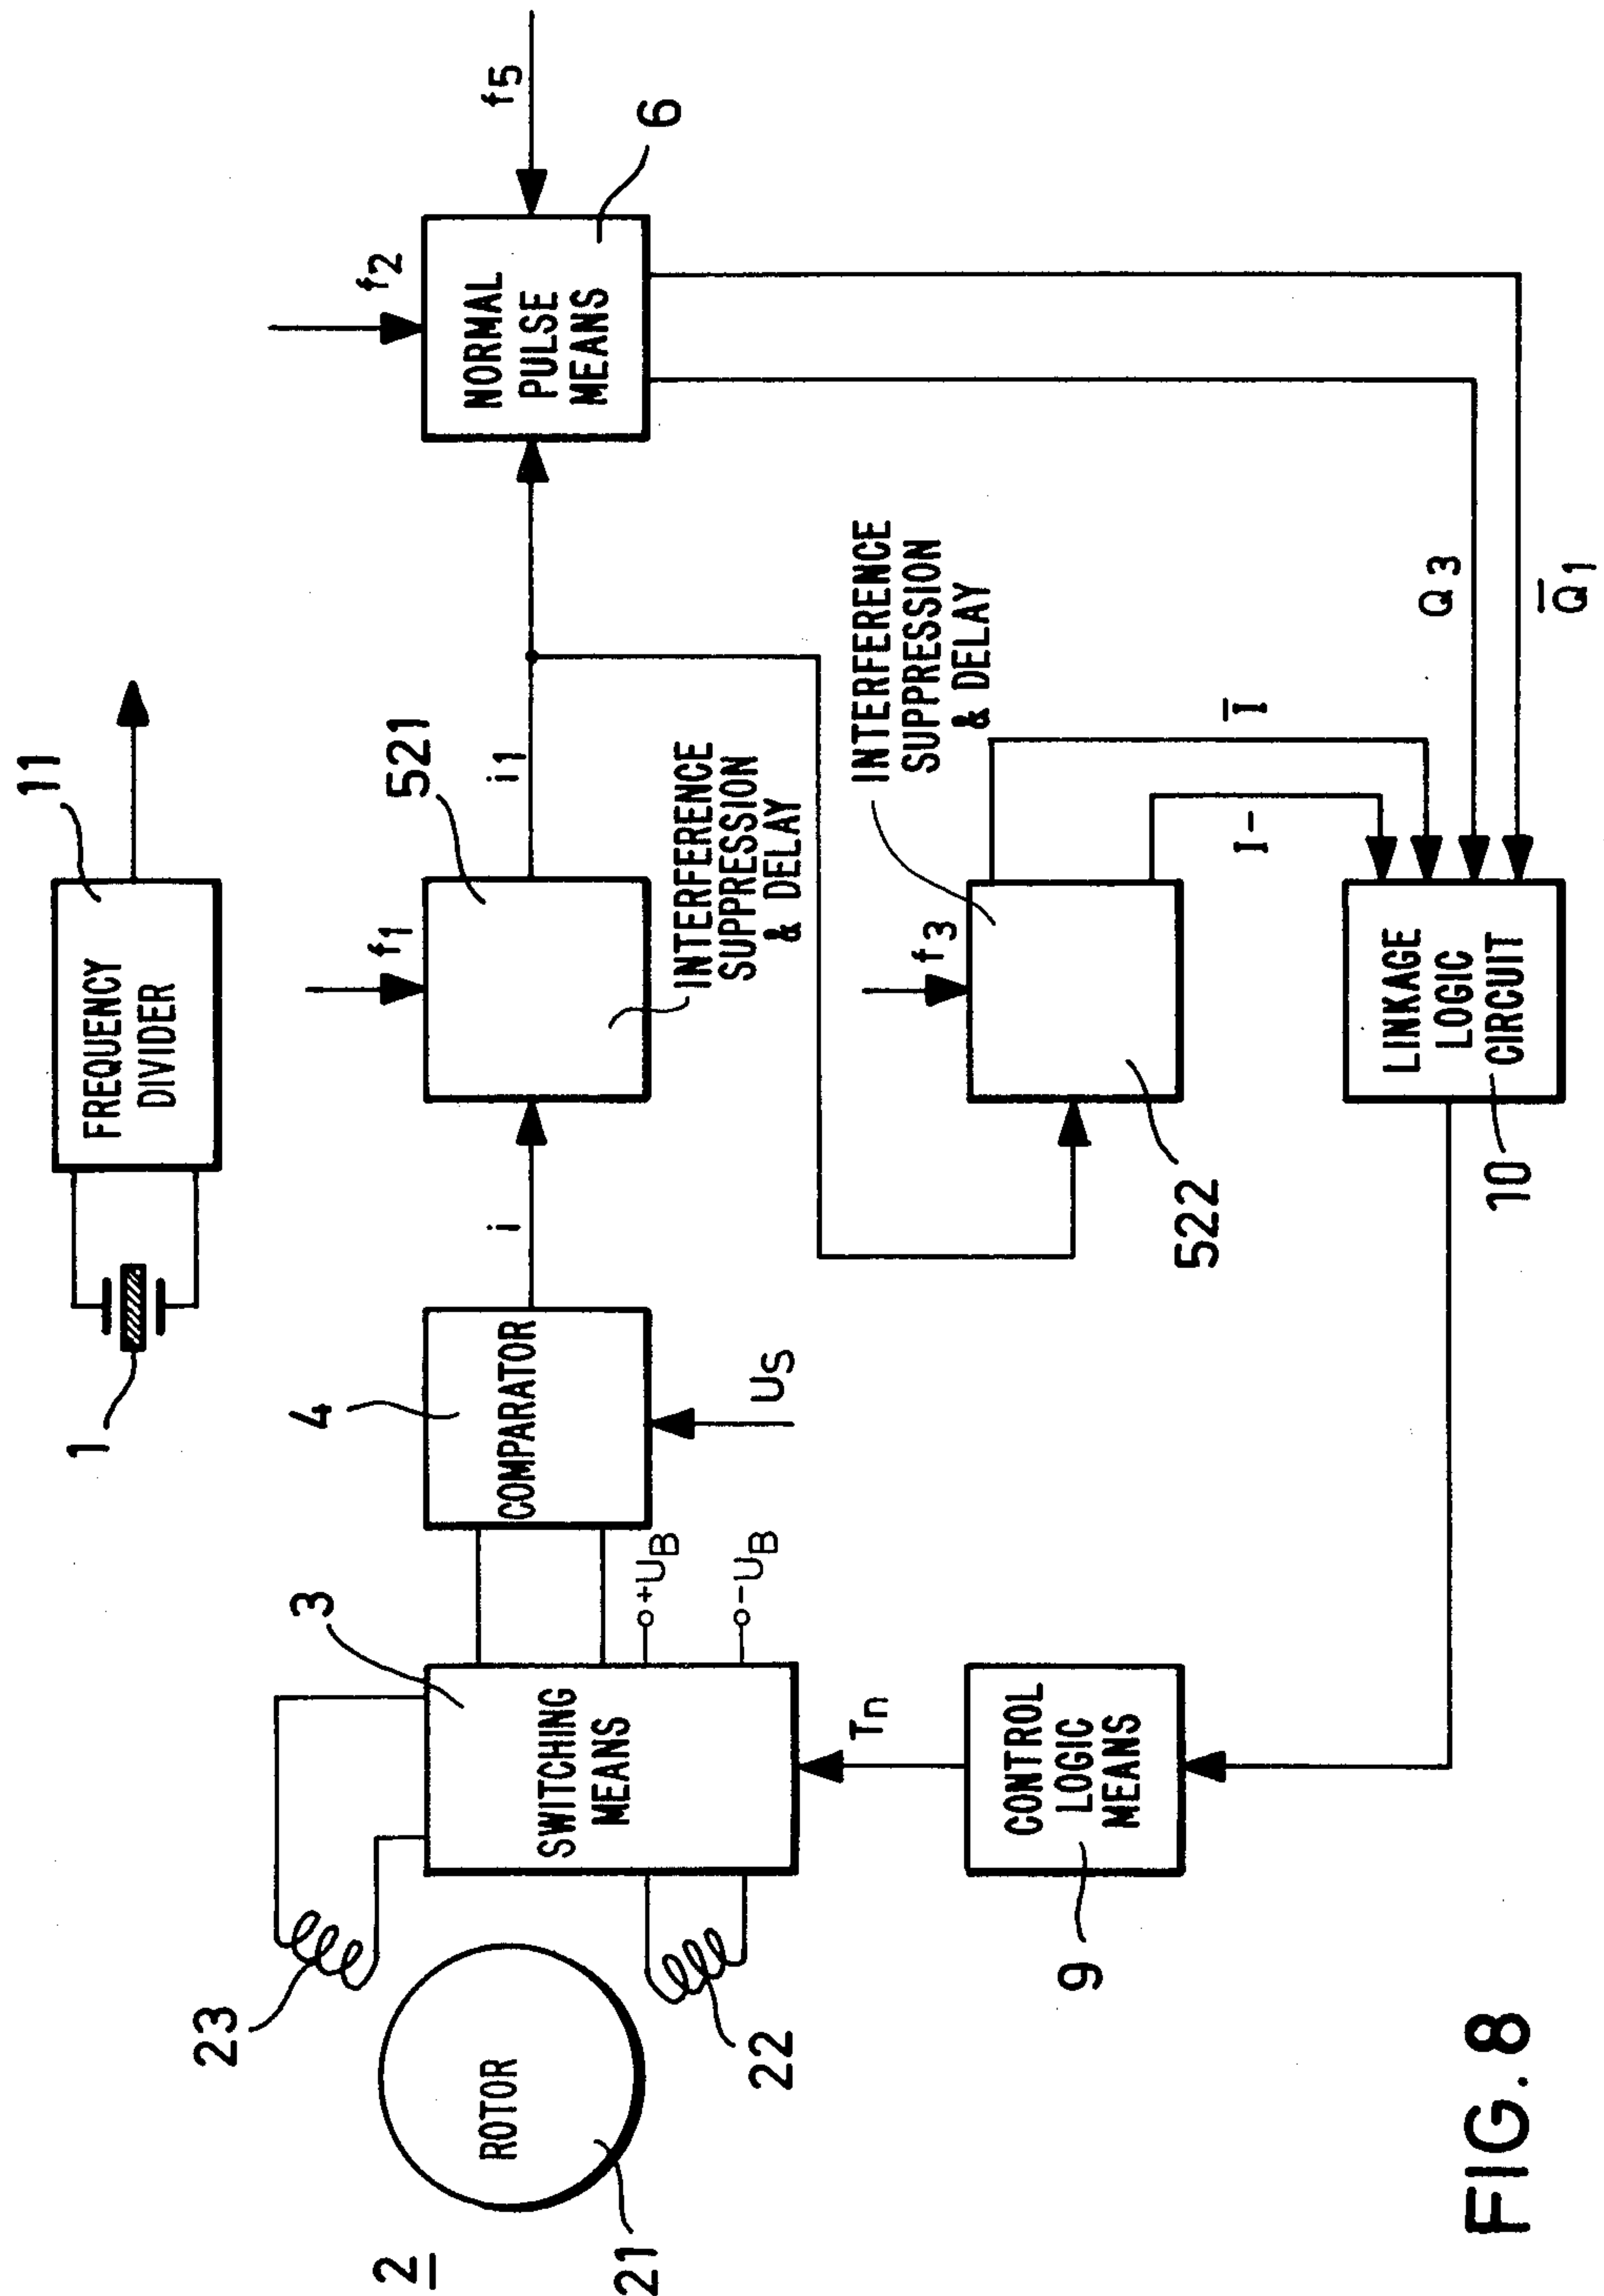 1
11
FREQUENCY
DIVIDER
23
3
4
f1
521
f2
f5
6
2
21
ROTOR
22
SWITCHING
MEANS
+UB
-UB
COMPARATOR
US
i
i1
INTERFERENCE
SUPPRESSION
& DELAY
NORMAL
PULSE
MEANS
Tn
9
CONTROL
LOGIC
MEANS
522
f3
INTERFERENCE
SUPPRESSION
& DELAY
I-
Ī
Q3
Q̅1
10
LINKAGE
LOGIC
CIRCUIT
FIG. 8